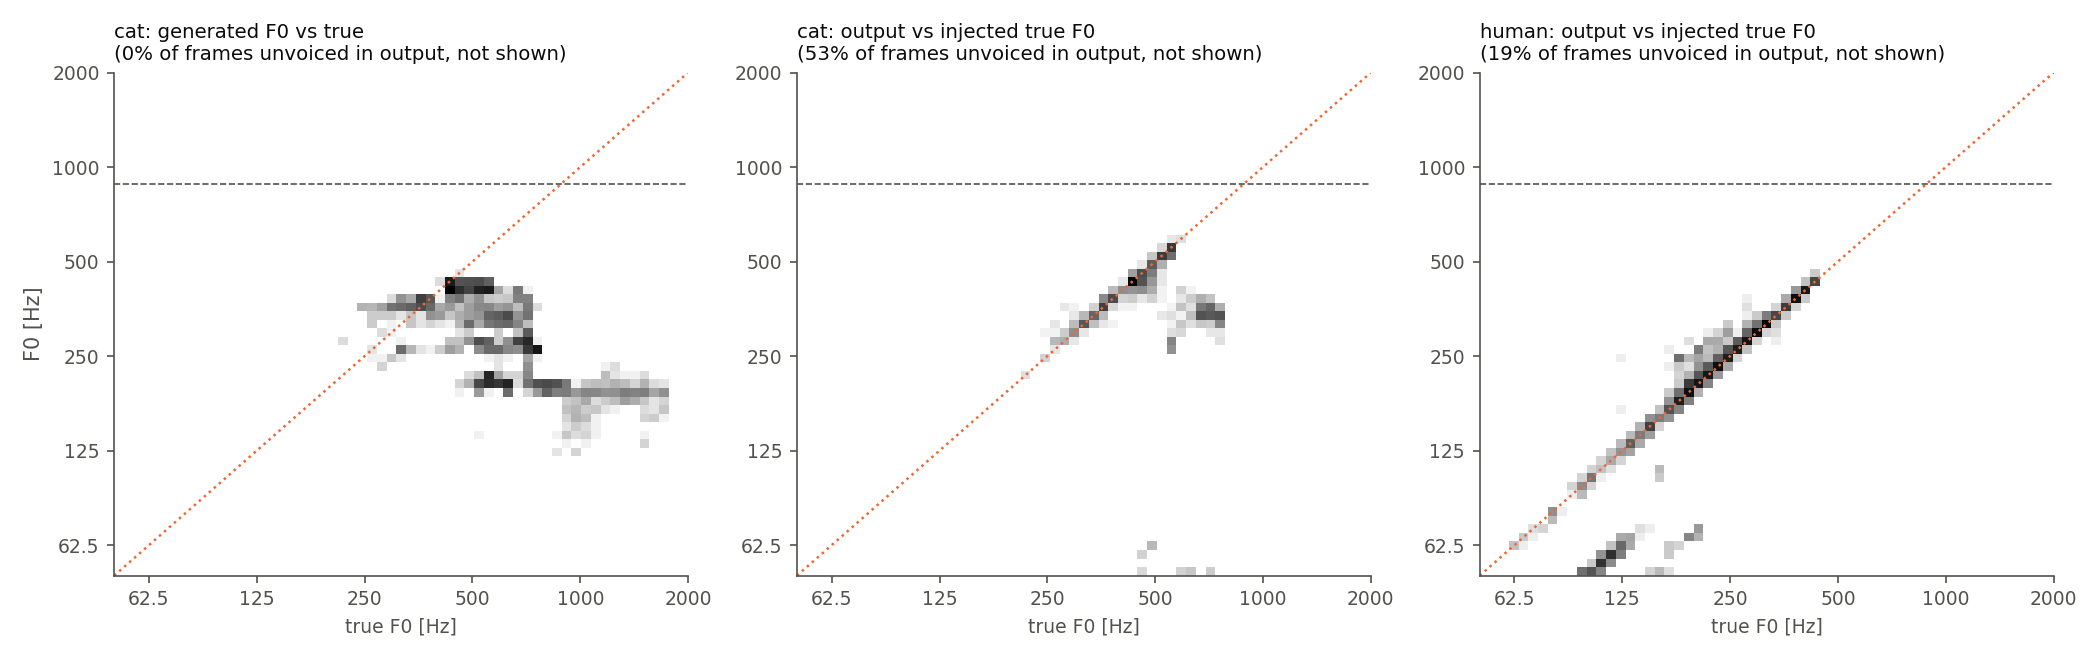 cat: generated F0 vs true
(0% of frames unvoiced in output, not shown)
2000
1000
500
250
125
62.5
F0 [Hz]
62.5 125 250 500 1000 2000
true F0 [Hz]
cat: output vs injected true F0
(53% of frames unvoiced in output, not shown)
2000
1000
500
250
125
62.5
62.5 125 250 500 1000 2000
true F0 [Hz]
human: output vs injected true F0
(19% of frames unvoiced in output, not shown)
2000
1000
500
250
125
62.5
62.5 125 250 500 1000 2000
true F0 [Hz]